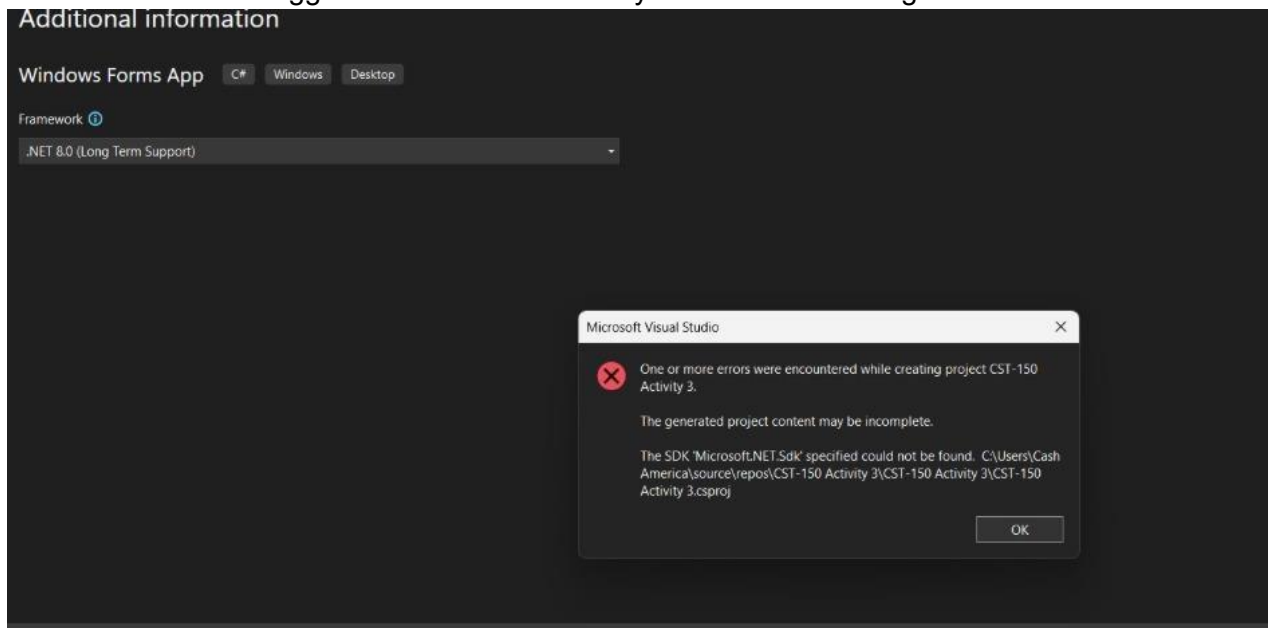 Additional information
Windows Forms App C# Windows Desktop
Framework
.NET 8.0 (Long Term Support)
Microsoft Visual Studio
One or more errors were encountered while creating project CST-150
Activity 3.
The generated project content may be incomplete.
The SDK 'Microsoft.NET.Sdk' specified could not be found. C:\Users\Cash
America\source\repos\CST-150 Activity 3\CST-150 Activity 3\CST-150
Activity 3.csproj
OK